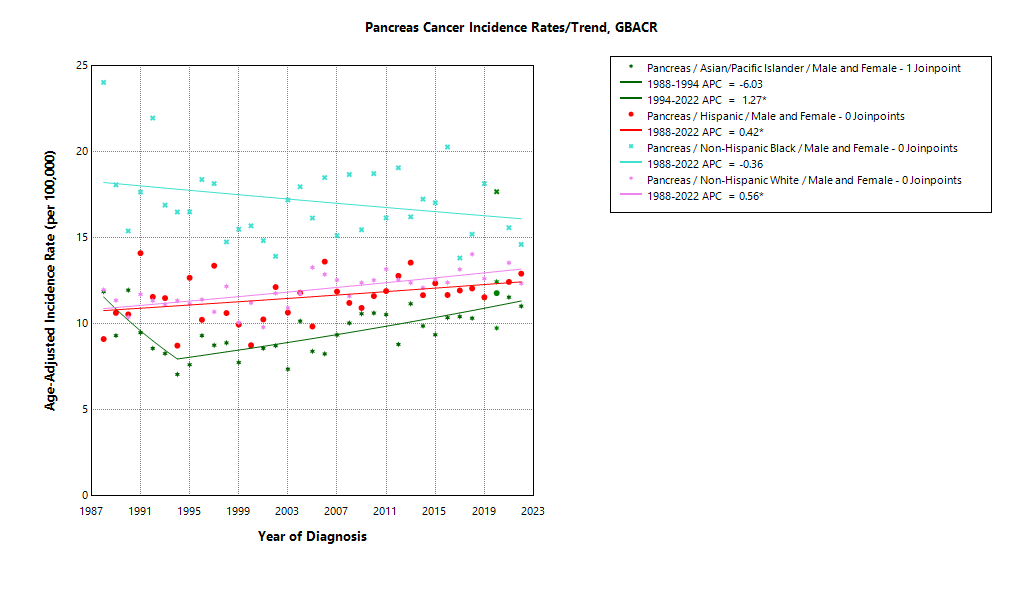 Pancreas Cancer Incidence Rates/Trend, GBACR
Age-Adjusted Incidence Rate (per 100,000)
25
20
15
10
5
0
1987 1991 1995 1999 2003 2007 2011 2015 2019 2023
Year of Diagnosis
Pancreas / Asian/Pacific Islander / Male and Female - 1 Joinpoint
1988-1994 APC = -6.03
1994-2022 APC = 1.27*
Pancreas / Hispanic / Male and Female - 0 Joinpoints
1988-2022 APC = 0.42*
Pancreas / Non-Hispanic Black / Male and Female - 0 Joinpoints
1988-2022 APC = -0.36
Pancreas / Non-Hispanic White / Male and Female - 0 Joinpoints
1988-2022 APC = 0.56*